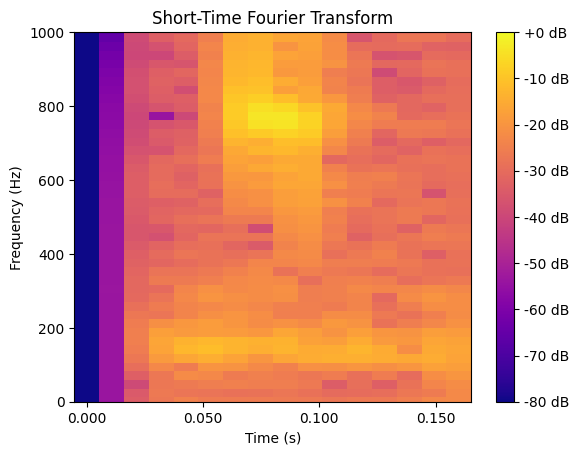 Short-Time Fourier Transform
1000
800
600
400
200
0
Frequency (Hz)
0.000
0.050
0.100
0.150
Time (s)
+0 dB
-10 dB
-20 dB
-30 dB
-40 dB
-50 dB
-60 dB
-70 dB
-80 dB